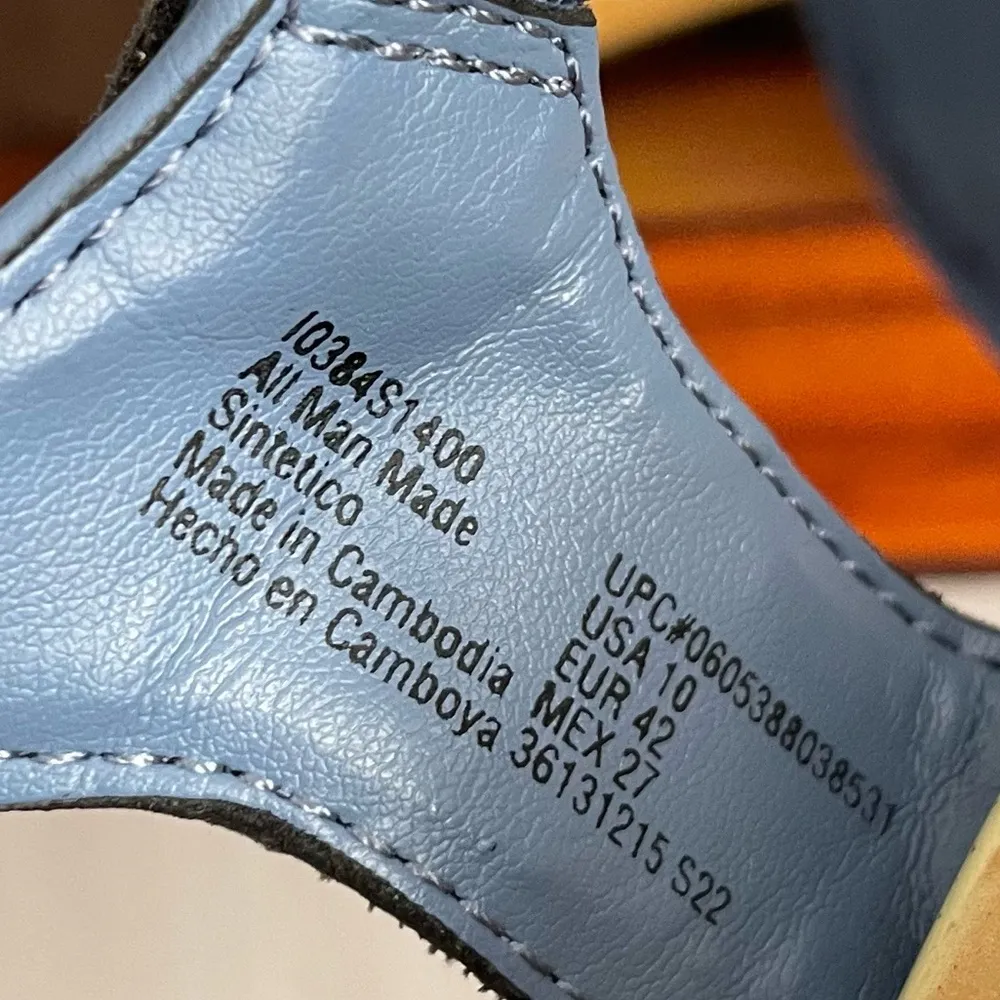 I0384S1400
All Man Made
Sintetico
Made in Cambodia
Hecho en Camboya 36131215 S22
UPC#0605388038531
USA 10
EUR 42
MEX 27